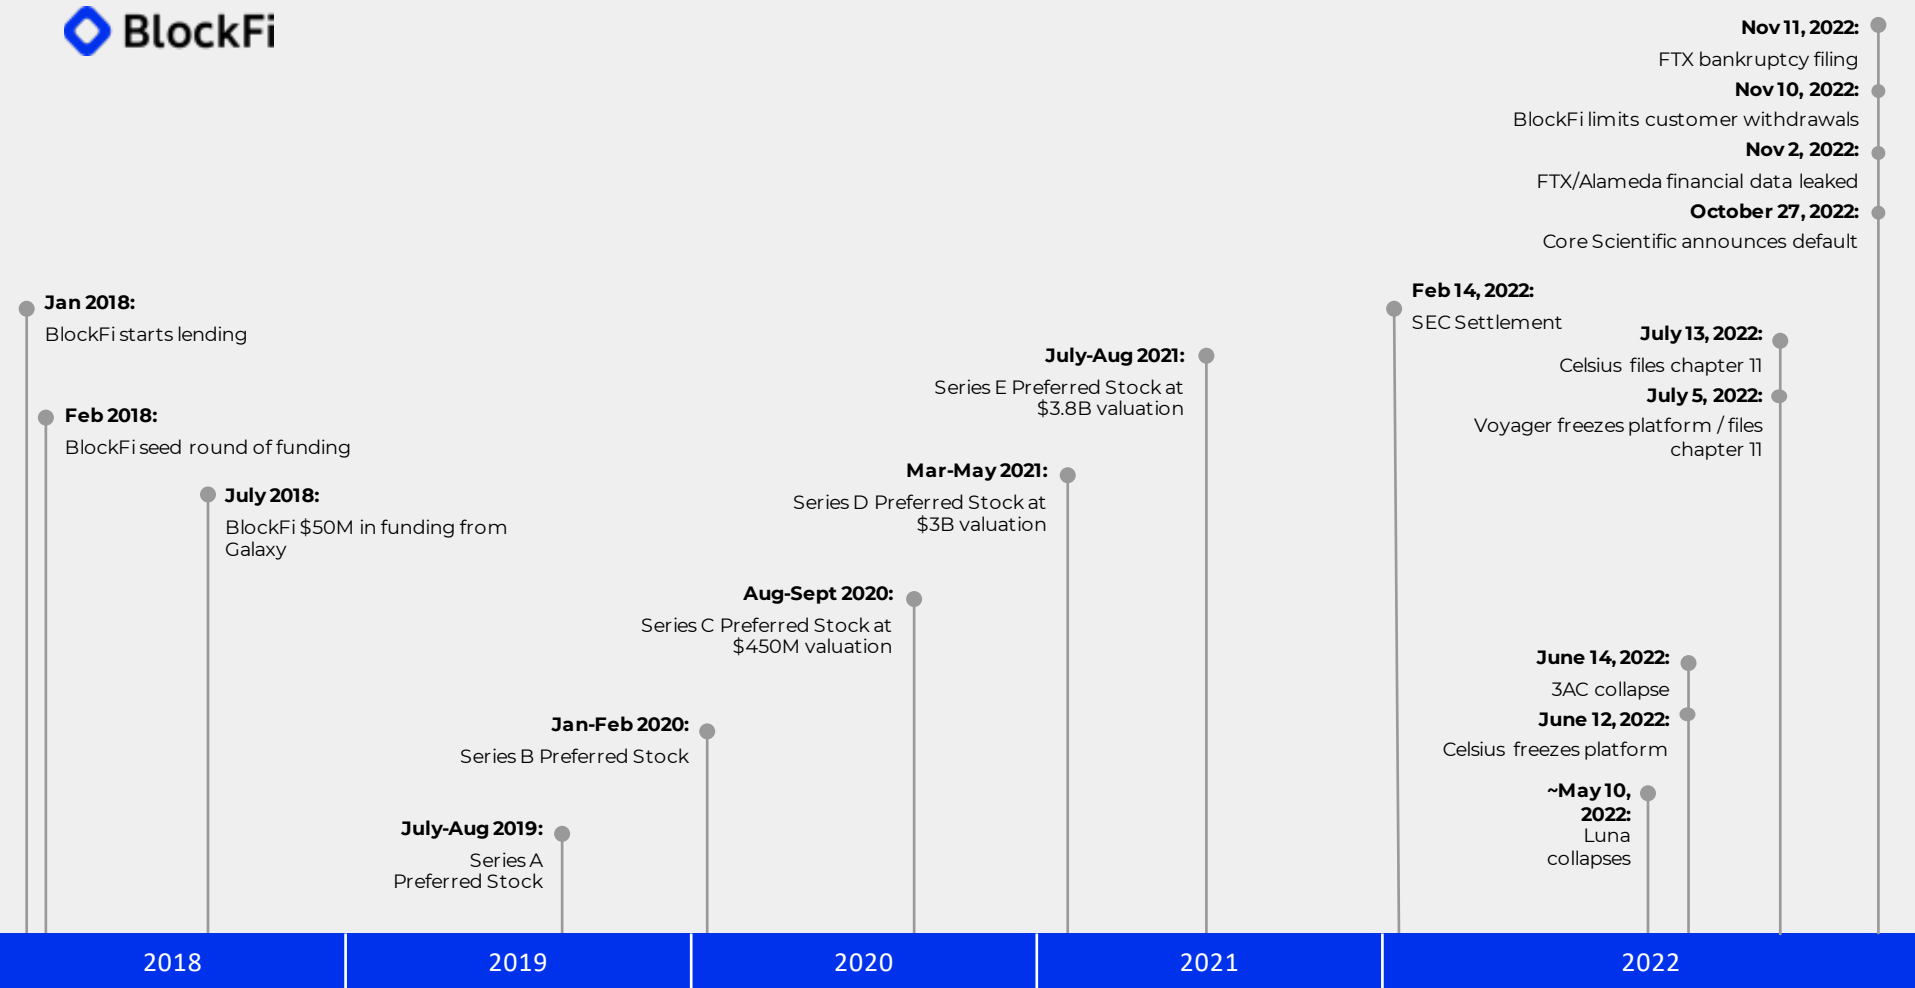 BlockFi
Nov 11, 2022:
FTX bankruptcy filing
Nov 10, 2022:
BlockFi limits customer withdrawals
Nov 2, 2022:
FTX/Alameda financial data leaked
October 27, 2022:
Core Scientific announces default
Jan 2018:
BlockFi starts lending
Feb 2018:
BlockFi seed round of funding
July 2018:
BlockFi $50M in funding from
Galaxy
July-Aug 2019:
Series A
Preferred Stock
Jan-Feb 2020:
Series B Preferred Stock
Aug-Sept 2020:
Series C Preferred Stock at
$450M valuation
Mar-May 2021:
Series D Preferred Stock at
$3B valuation
July-Aug 2021:
Series E Preferred Stock at
$3.8B valuation
Feb 14, 2022:
SEC Settlement
July 13, 2022:
Celsius files chapter 11
July 5, 2022:
Voyager freezes platform / files
chapter 11
June 14, 2022:
3AC collapse
June 12, 2022:
Celsius freezes platform
~May 10,
2022:
Luna
collapses
2018
2019
2020
2021
2022